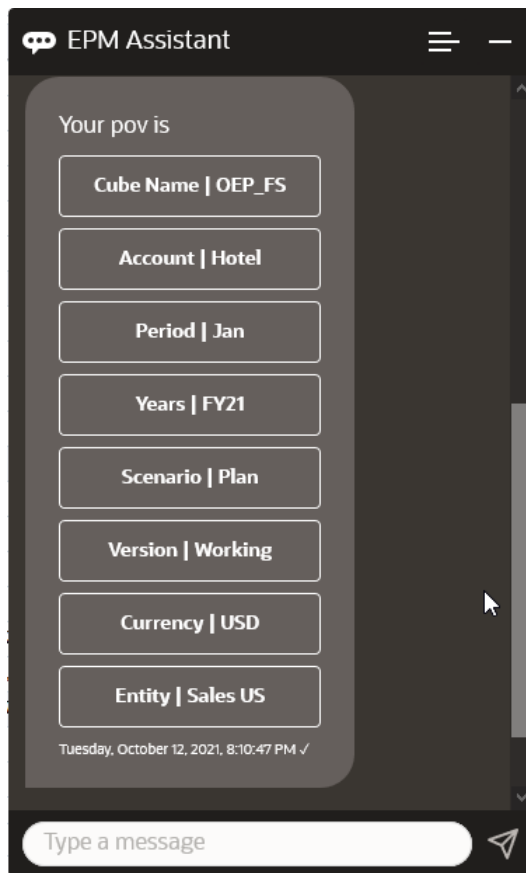 EPM Assistant
Your pov is
Cube Name | OEP_FS
Account | Hotel
Period | Jan
Years | FY21
Scenario | Plan
Version | Working
Currency | USD
Entity | Sales US
Tuesday, October 12, 2021, 8:10:47 PM ✓
Type a message